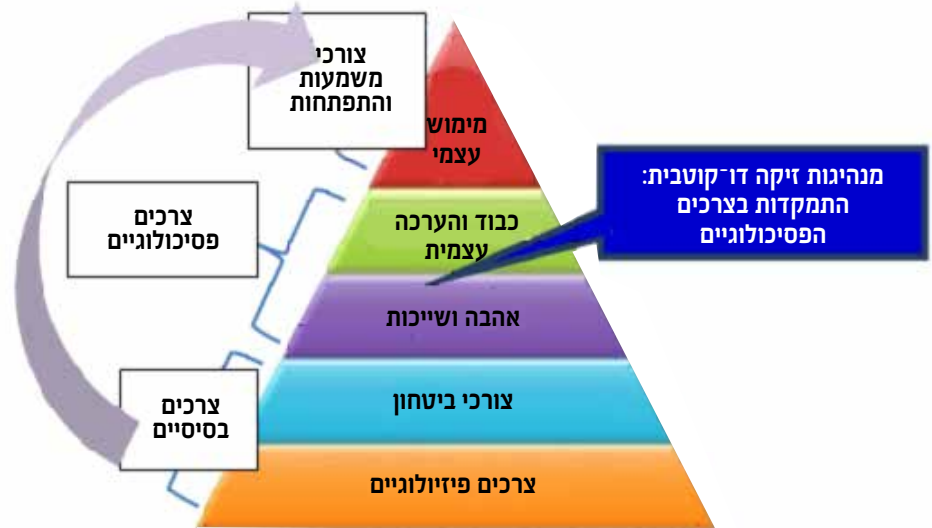 צורכי
משמעות
והתפתחות
מימוש
עצמי
מנהיגות זיקה דו־קוטבית:
התמקדות בצרכים
הפסיכולוגיים
כבוד והערכה
עצמית
צרכים
פסיכולוגיים
אהבה ושייכות
צורכי ביטחון
צרכים
בסיסיים
צרכים פיזיולוגיים